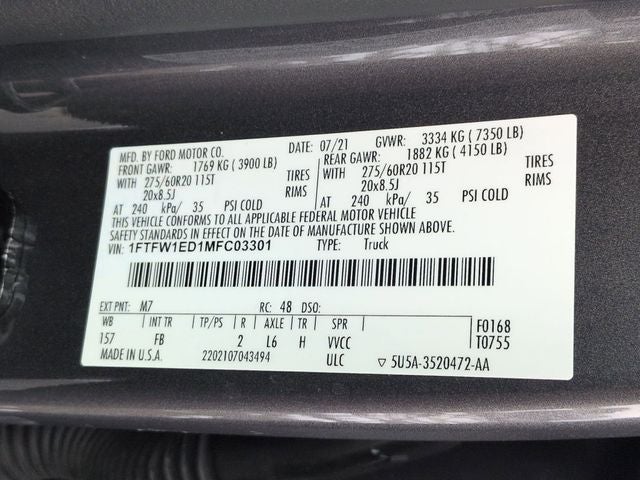 MFD. BY FORD MOTOR CO. DATE: 07/21 GVWR: 3334 KG ( 7350 LB)
FRONT GAWR: 1769 KG ( 3900 LB) REAR GAWR: 1882 KG ( 4150 LB)
WITH 275/60R20 115T TIRES WITH 275/60R20 115T TIRES
20x8.5J RIMS 20x8.5J RIMS
AT 240 kPa/ 35 PSI COLD AT 240 kPa/ 35 PSI COLD
THIS VEHICLE CONFORMS TO ALL APPLICABLE FEDERAL MOTOR VEHICLE
SAFETY STANDARDS IN EFFECT ON THE DATE OF MANUFACTURE SHOWN ABOVE.
VIN: 1FTFW1ED1MFC03301 TYPE: Truck
EXT PNT: M7 RC: 48 DSO:
WB INT TR TP/PS R AXLE TR SPR F0168
157 FB 2 L6 H VVCC T0755
MADE IN U.S.A. 2202107043494 ULC ▽ 5U5A-3520472-AA